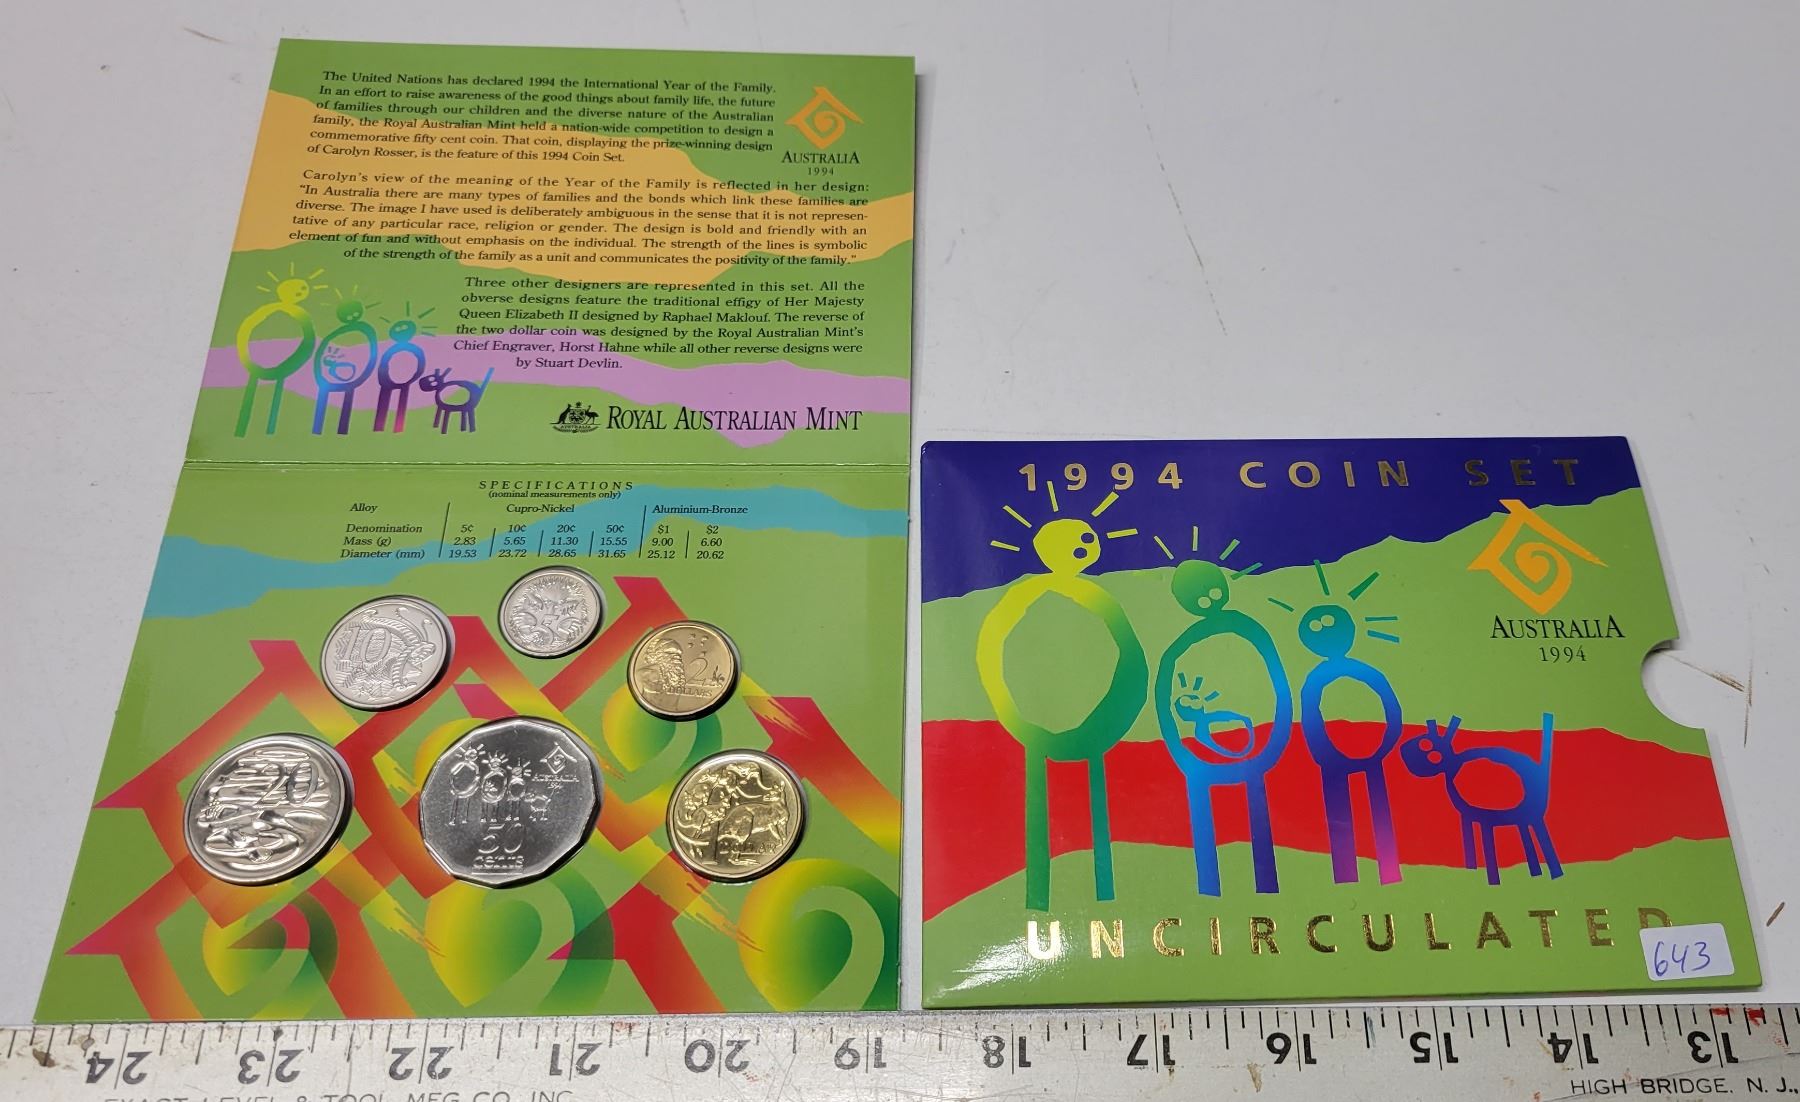 The United Nations has declared 1994 the International Year of the Family.
In an effort to raise awareness of the good things about family life, the future
of families through our children and the diverse nature of the Australian
family, the Royal Australian Mint held a nation-wide competition to design a
commemorative fifty cent coin. That coin, displaying the prize-winning design
of Carolyn Rosser, is the feature of this 1994 Coin Set.
AUSTRALIA
1994
Carolyn's view of the meaning of the Year of the Family is reflected in her design:
"In Australia there are many types of families and the bonds which link these families are
diverse. The image I have used is deliberately ambiguous in the sense that it is not represen-
tative of any particular race, religion or gender. The design is bold and friendly with an
element of fun and without emphasis on the individual. The strength of the lines is symbolic
of the strength of the family as a unit and communicates the positivity of the family."
Three other designers are represented in this set. All the
obverse designs feature the traditional effigy of Her Majesty
Queen Elizabeth II designed by Raphael Maklouf. The reverse of
the two dollar coin was designed by the Royal Australian Mint's
Chief Engraver, Horst Hahne while all other reverse designs were
by Stuart Devlin.
AUSTRALIA
ROYAL AUSTRALIAN MINT
SPECIFICATIONS
(nominal measurements only)
Alloy Cupro-Nickel Aluminium-Bronze
Denomination 5c 10c 20c 50c $1 $2
Mass (g) 2.83 5.65 11.30 15.55 9.00 6.60
Diameter (mm) 19.53 23.72 28.65 31.65 25.12 20.62
10
5
2
DOLLARS
20
AUSTRALIA
1994
50
cents
DOLLAR
1994 COIN SET
AUSTRALIA
1994
UNCIRCULATED
643
24 23 22 21 20 19 18 17 16 15 14 13
EXACT LEVEL & TOOL MFG CO. INC.
HIGH BRIDGE. N. J.,